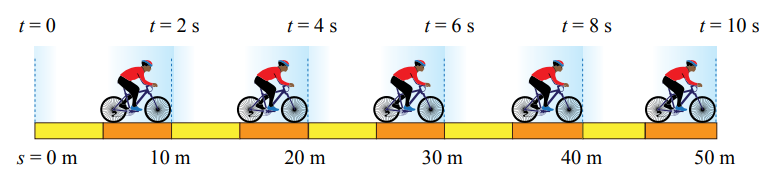 t = 0 t = 2 s t = 4 s t = 6 s t = 8 s t = 10 s
s = 0 m 10 m 20 m 30 m 40 m 50 m